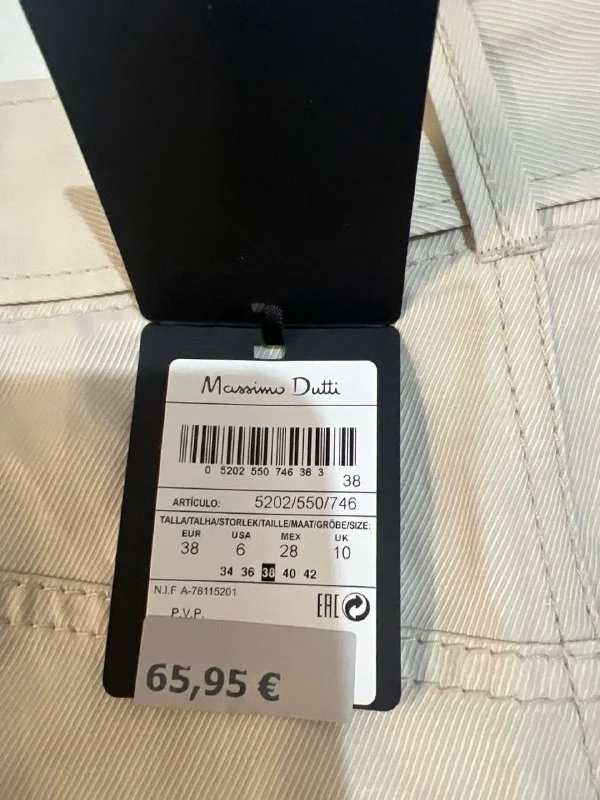 Massimo Dutti
0 5202 550 746 38 3
38
ARTÍCULO: 5202/550/746
TALLA/TALHA/STORLEK/TAILLE/MAAT/GRÖBE/SIZE:
EUR USA MEX UK
38 6 28 10
34 36 38 40 42
N.I.F A-78115201
EAC
P.V.P.
65,95 €